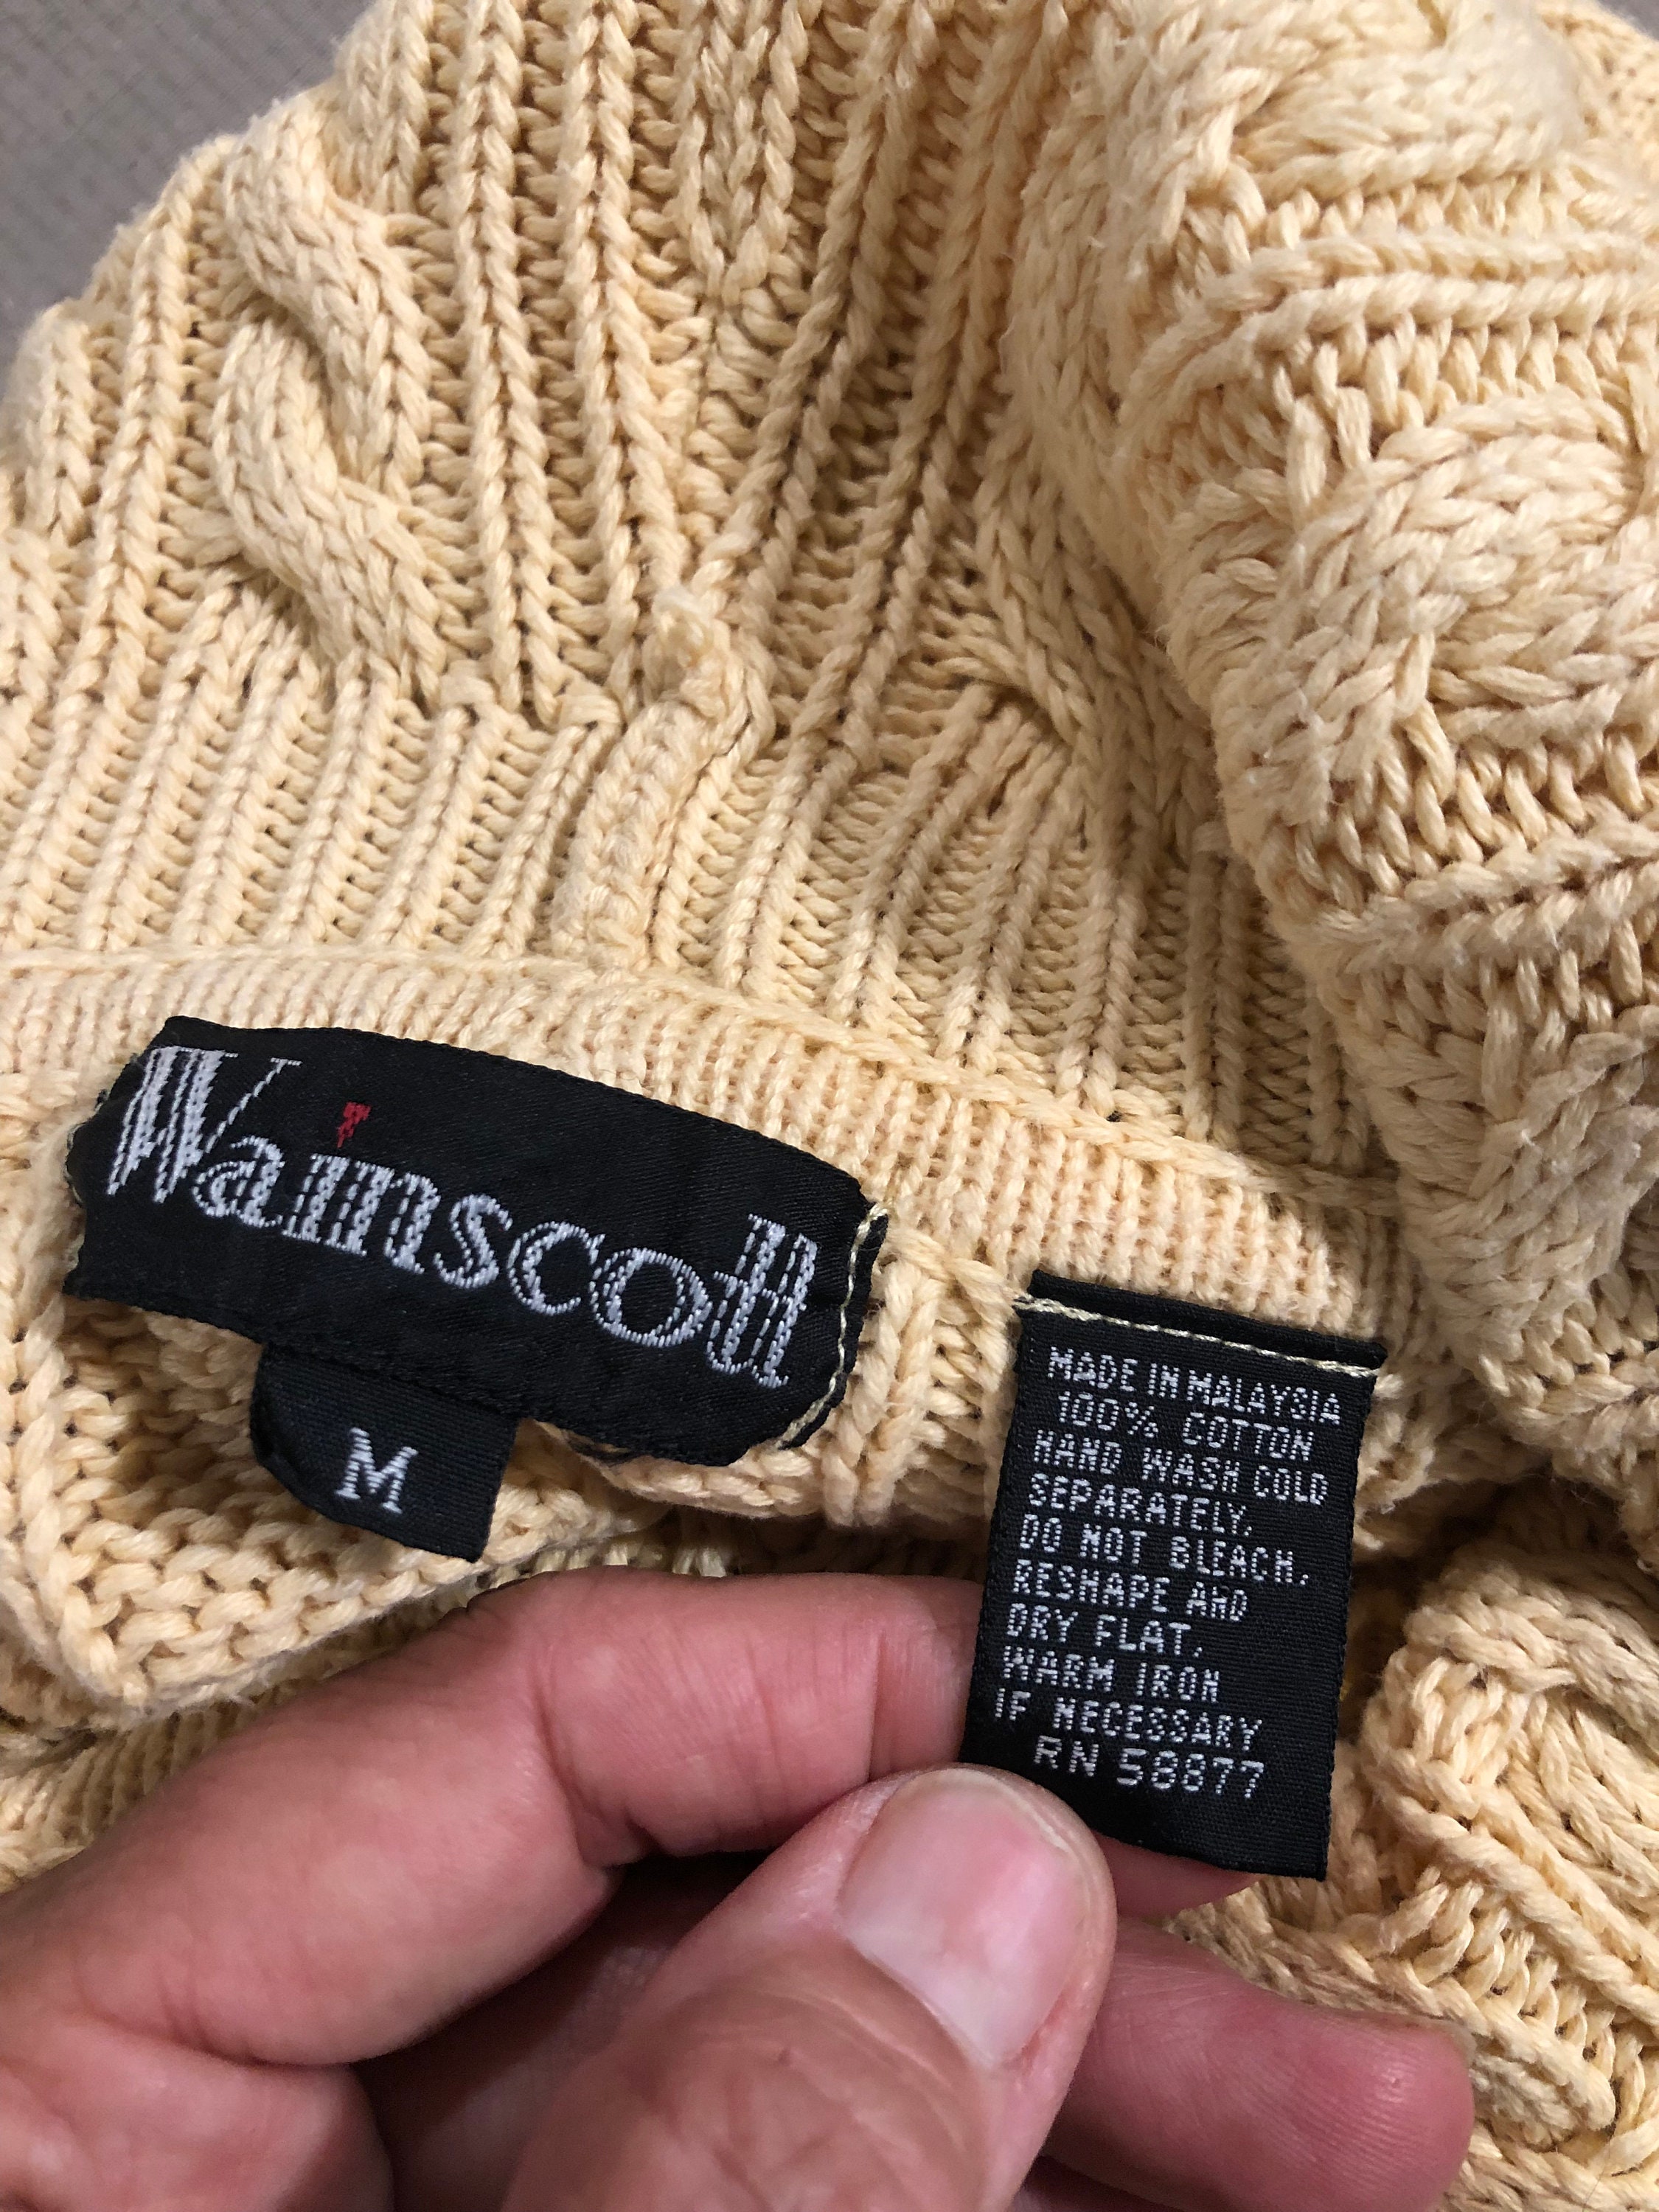 Wainscott
M
MADE IN MALAYSIA
100% COTTON
HAND WASH COLD
SEPARATELY,
DO NOT BLEACH,
RESHAPE AND
DRY FLAT,
WARM IRON
IF NECESSARY
RN 58877